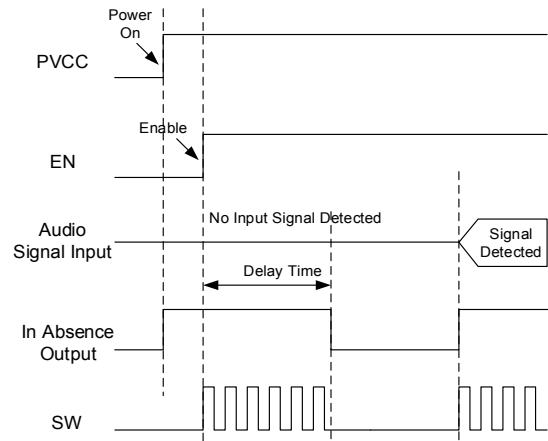 Power
On
PVCC
Enable
EN
No Input Signal Detected
Audio
Signal Input
Signal
Detected
Delay Time
In Absence
Output
SW